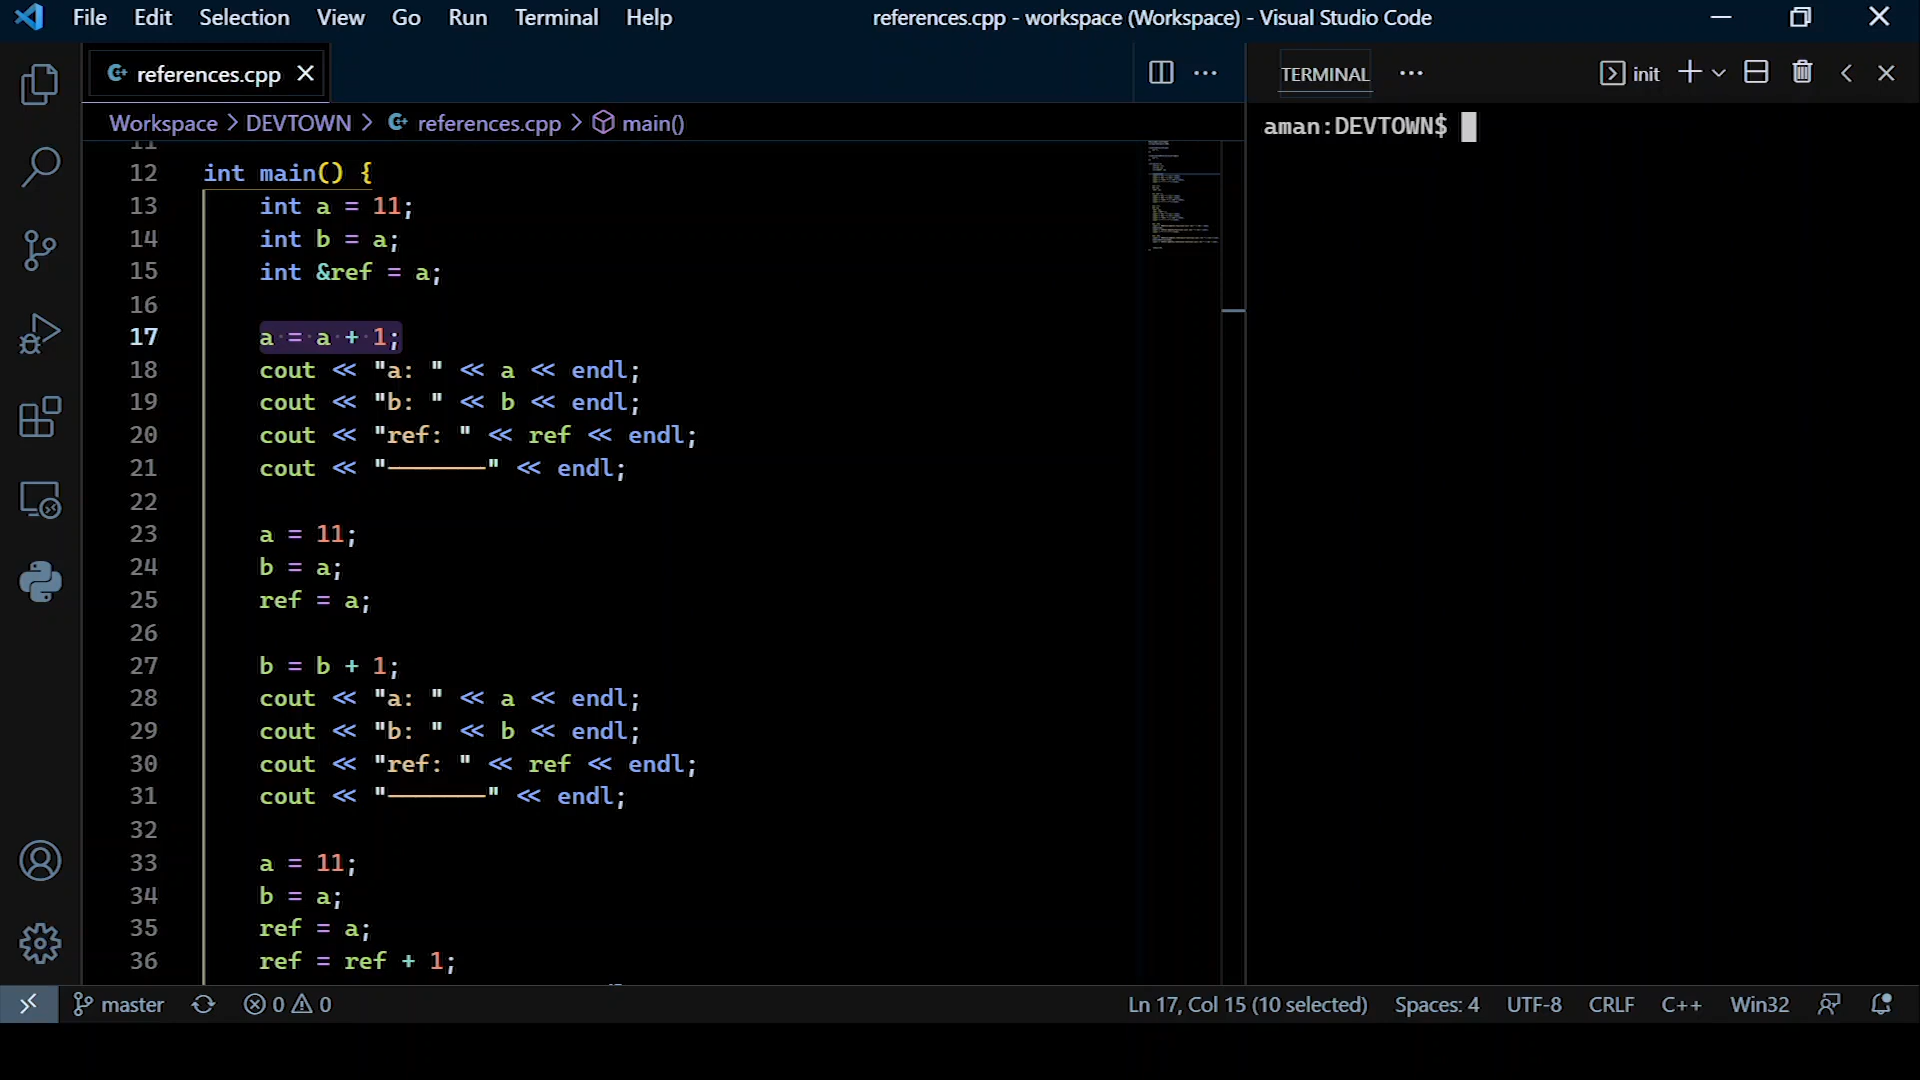 File Edit Selection View Go Run Terminal Help references.cpp - workspace (Workspace) - Visual Studio Code
references.cpp
TERMINAL ··· init
Workspace > DEVTOWN > references.cpp > main()
aman:DEVTOWN$
11
12 int main() {
13 int a = 11;
14 int b = a;
15 int &ref = a;
16
17 a = a + 1;
18 cout << "a: " << a << endl;
19 cout << "b: " << b << endl;
20 cout << "ref: " << ref << endl;
21 cout << "-------" << endl;
22
23 a = 11;
24 b = a;
25 ref = a;
26
27 b = b + 1;
28 cout << "a: " << a << endl;
29 cout << "b: " << b << endl;
30 cout << "ref: " << ref << endl;
31 cout << "-------" << endl;
32
33 a = 11;
34 b = a;
35 ref = a;
36 ref = ref + 1;
master 0 0 Ln 17, Col 15 (10 selected) Spaces: 4 UTF-8 CRLF C++ Win32